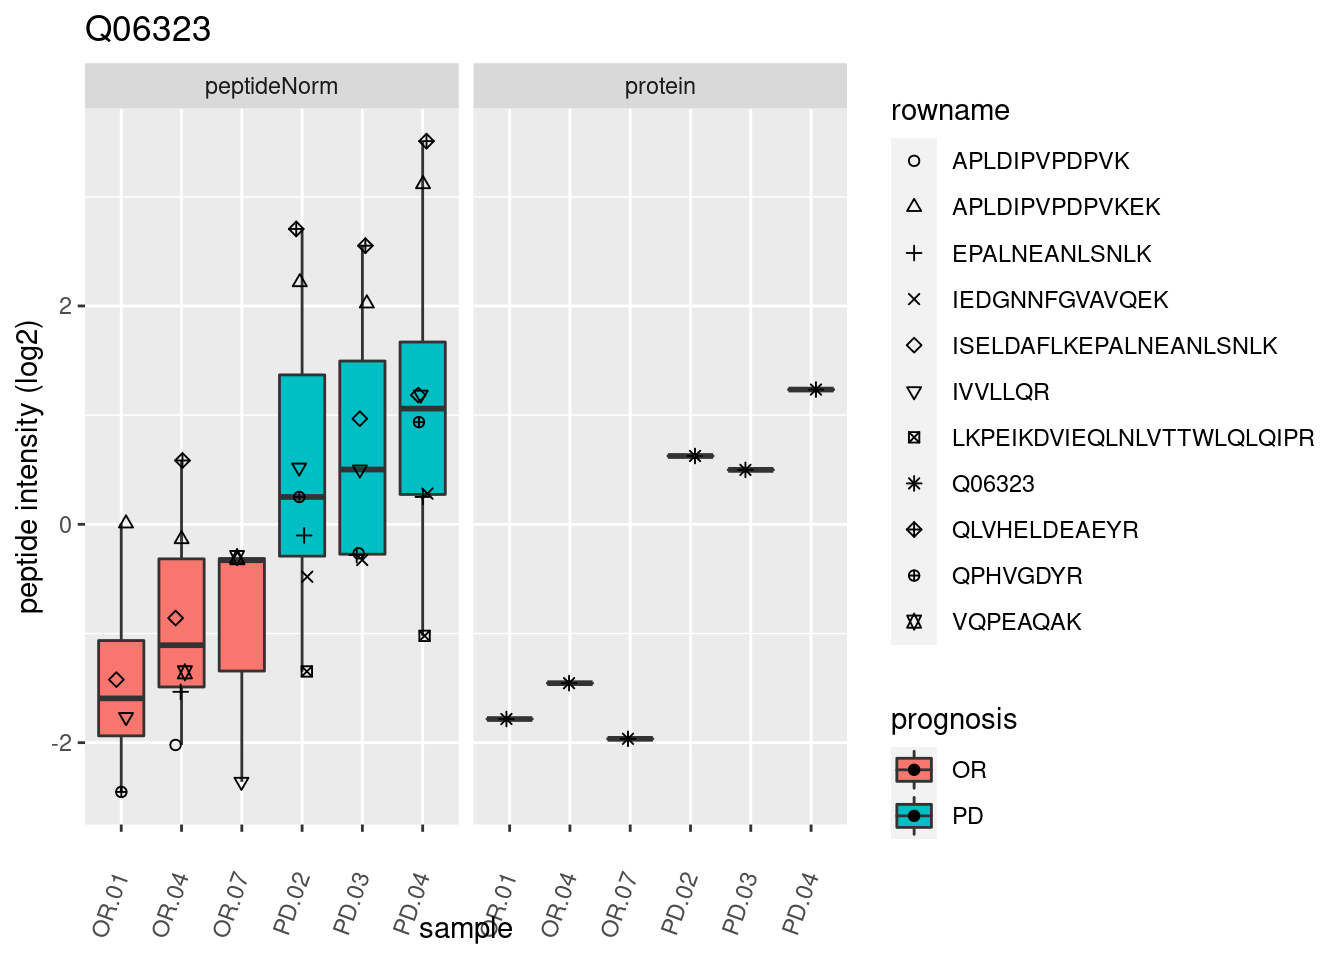 Q06323
peptideNorm
protein
peptide intensity (log2)
2
0
-2
OR.01
OR.04
OR.07
PD.02
PD.03
PD.04
OR.01
OR.04
OR.07
PD.02
PD.03
PD.04
sample
rowname
APLDIPVPDPVK
APLDIPVPDPVKEK
EPALNEANLSNLK
IEDGNNFGVAVQEK
ISELDAFLKEPALNEANLSNLK
IVVLLQR
LKPEIKDVIEQLNLVTTWLQLQIPR
Q06323
QLVHELDEAEYR
QPHVGDYR
VQPEAQAK
prognosis
OR
PD